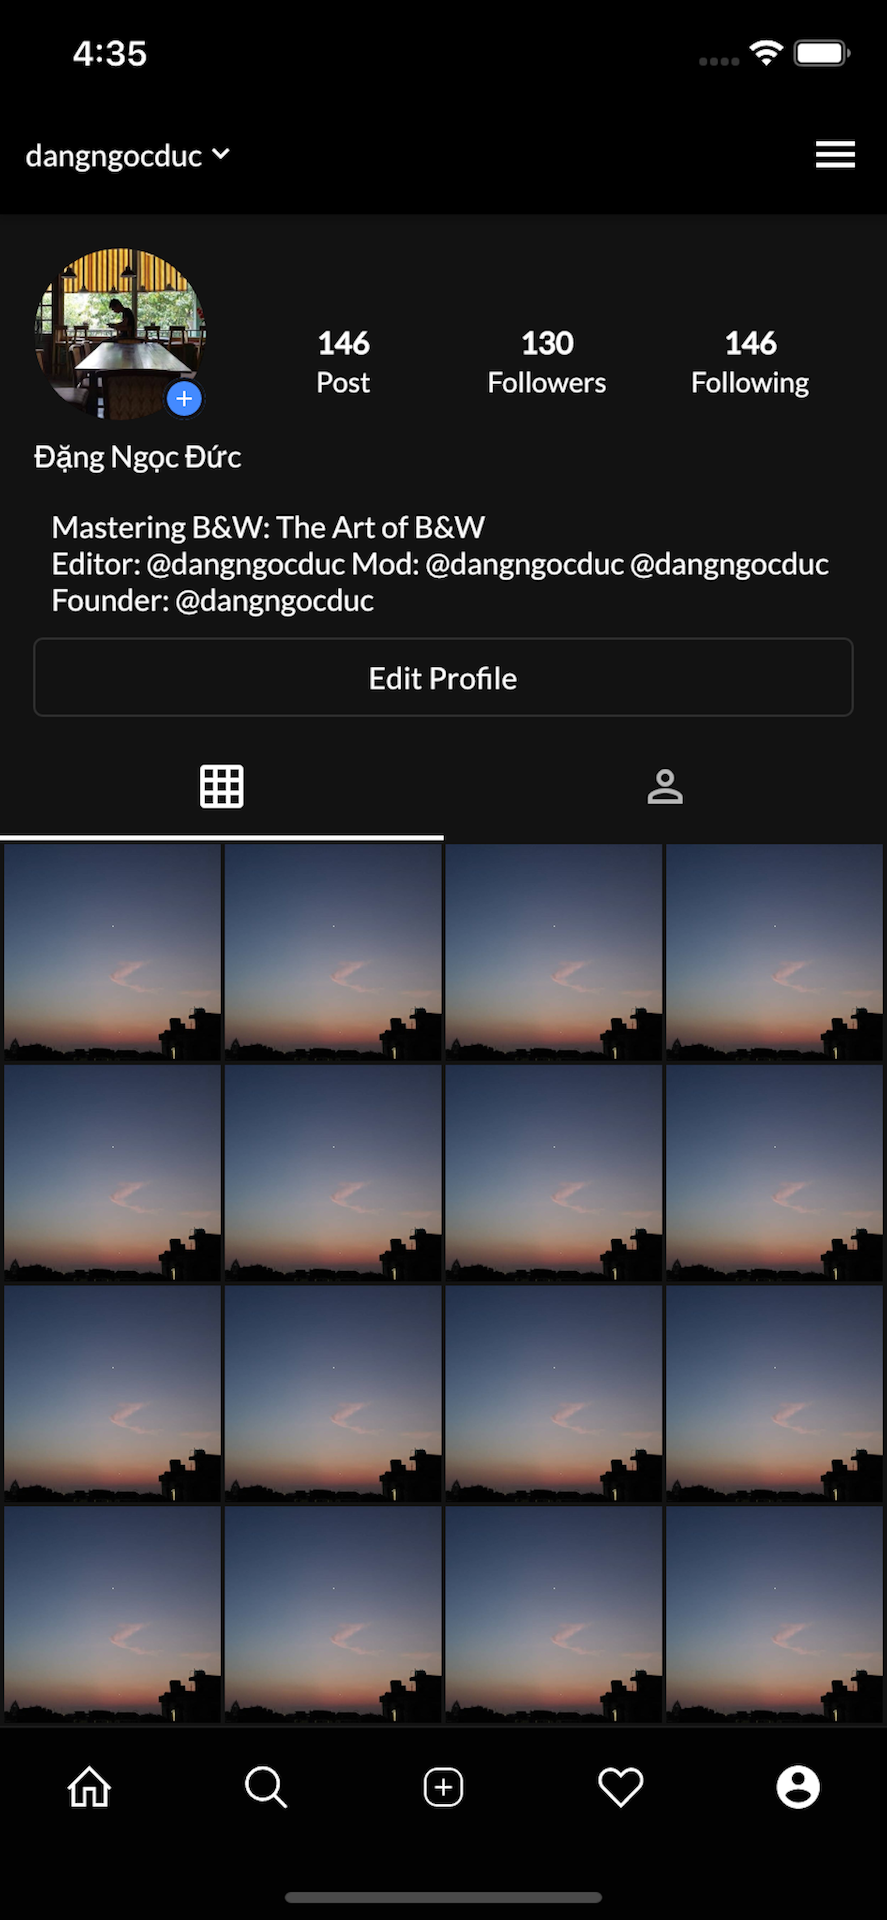 4:35
dangngocduc
146 130 146
Post Followers Following
Đặng Ngọc Đức
Mastering B&W: The Art of B&W
Editor: @dangngocduc Mod: @dangngocduc @dangngocduc
Founder: @dangngocduc
Edit Profile